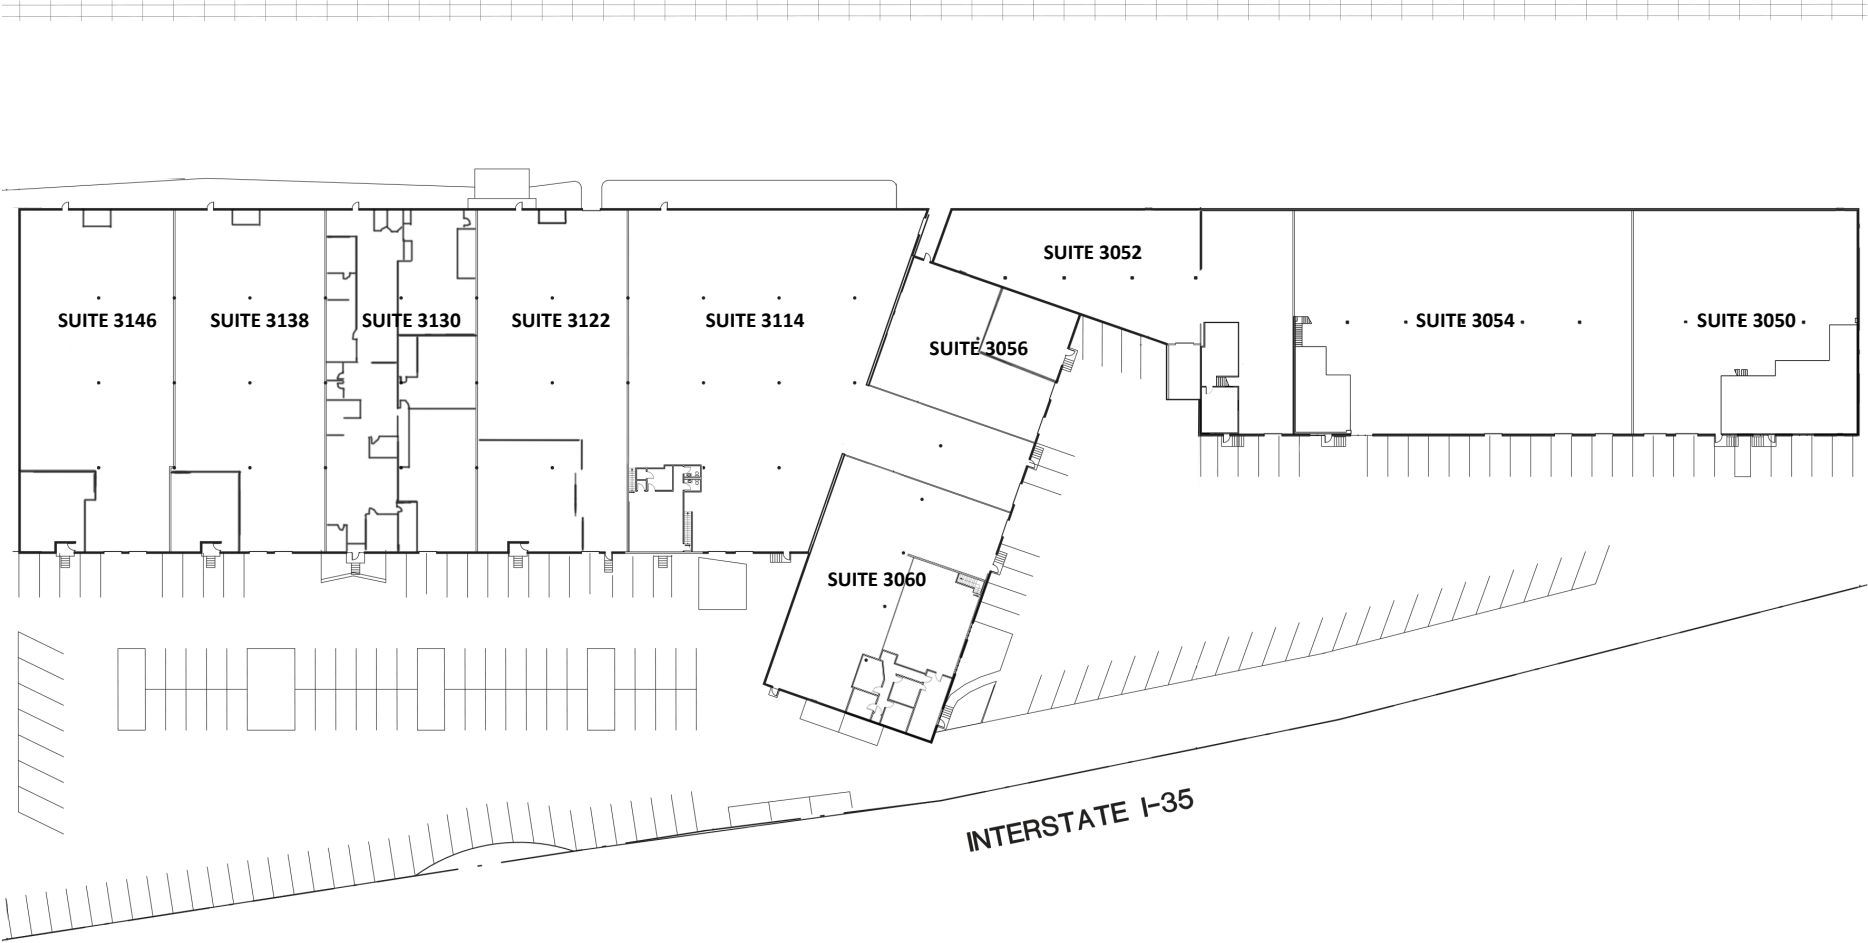 SUITE 3052
SUITE 3146
SUITE 3138
SUITE 3130
SUITE 3122
SUITE 3114
SUITE 3056
SUITE 3054
SUITE 3050
SUITE 3060
INTERSTATE I-35